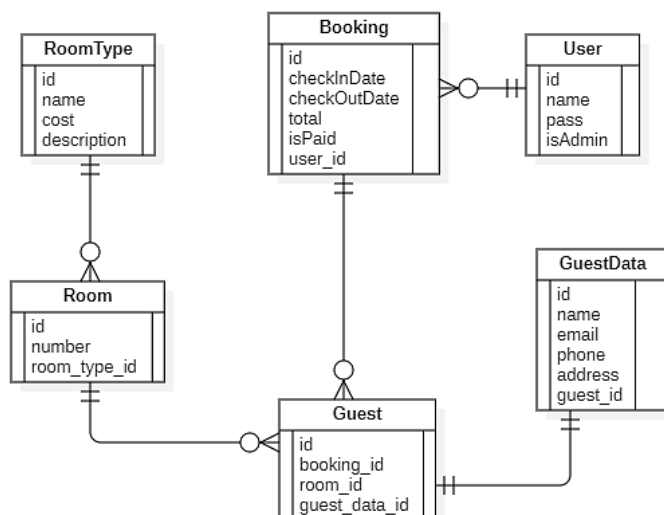 RoomType
id
name
cost
description
Booking
id
checkInDate
checkOutDate
total
isPaid
user_id
User
id
name
pass
isAdmin
Room
id
number
room_type_id
GuestData
id
name
email
phone
address
guest_id
Guest
id
booking_id
room_id
guest_data_id